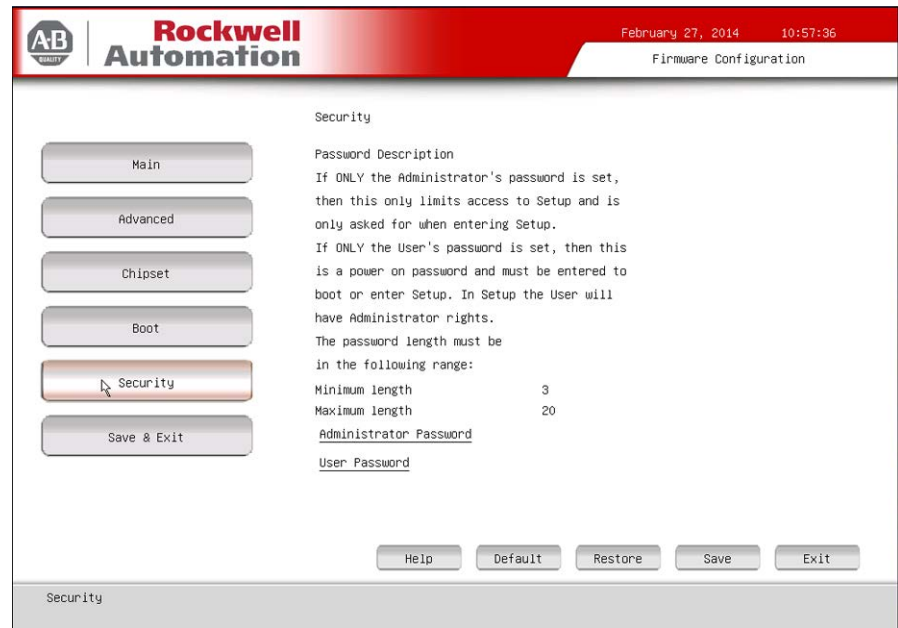 A-B
QUALITY
Rockwell
Automation
February 27, 2014 10:57:36
Firmware Configuration
Main
Advanced
Chipset
Boot
Security
Save & Exit
Security
Password Description
If ONLY the Administrator's password is set,
then this only limits access to Setup and is
only asked for when entering Setup.
If ONLY the User's password is set, then this
is a power on password and must be entered to
boot or enter Setup. In Setup the User will
have Administrator rights.
The password length must be
in the following range:
Minimum length 3
Maximum length 20
Administrator Password
User Password
Help Default Restore Save Exit
Security